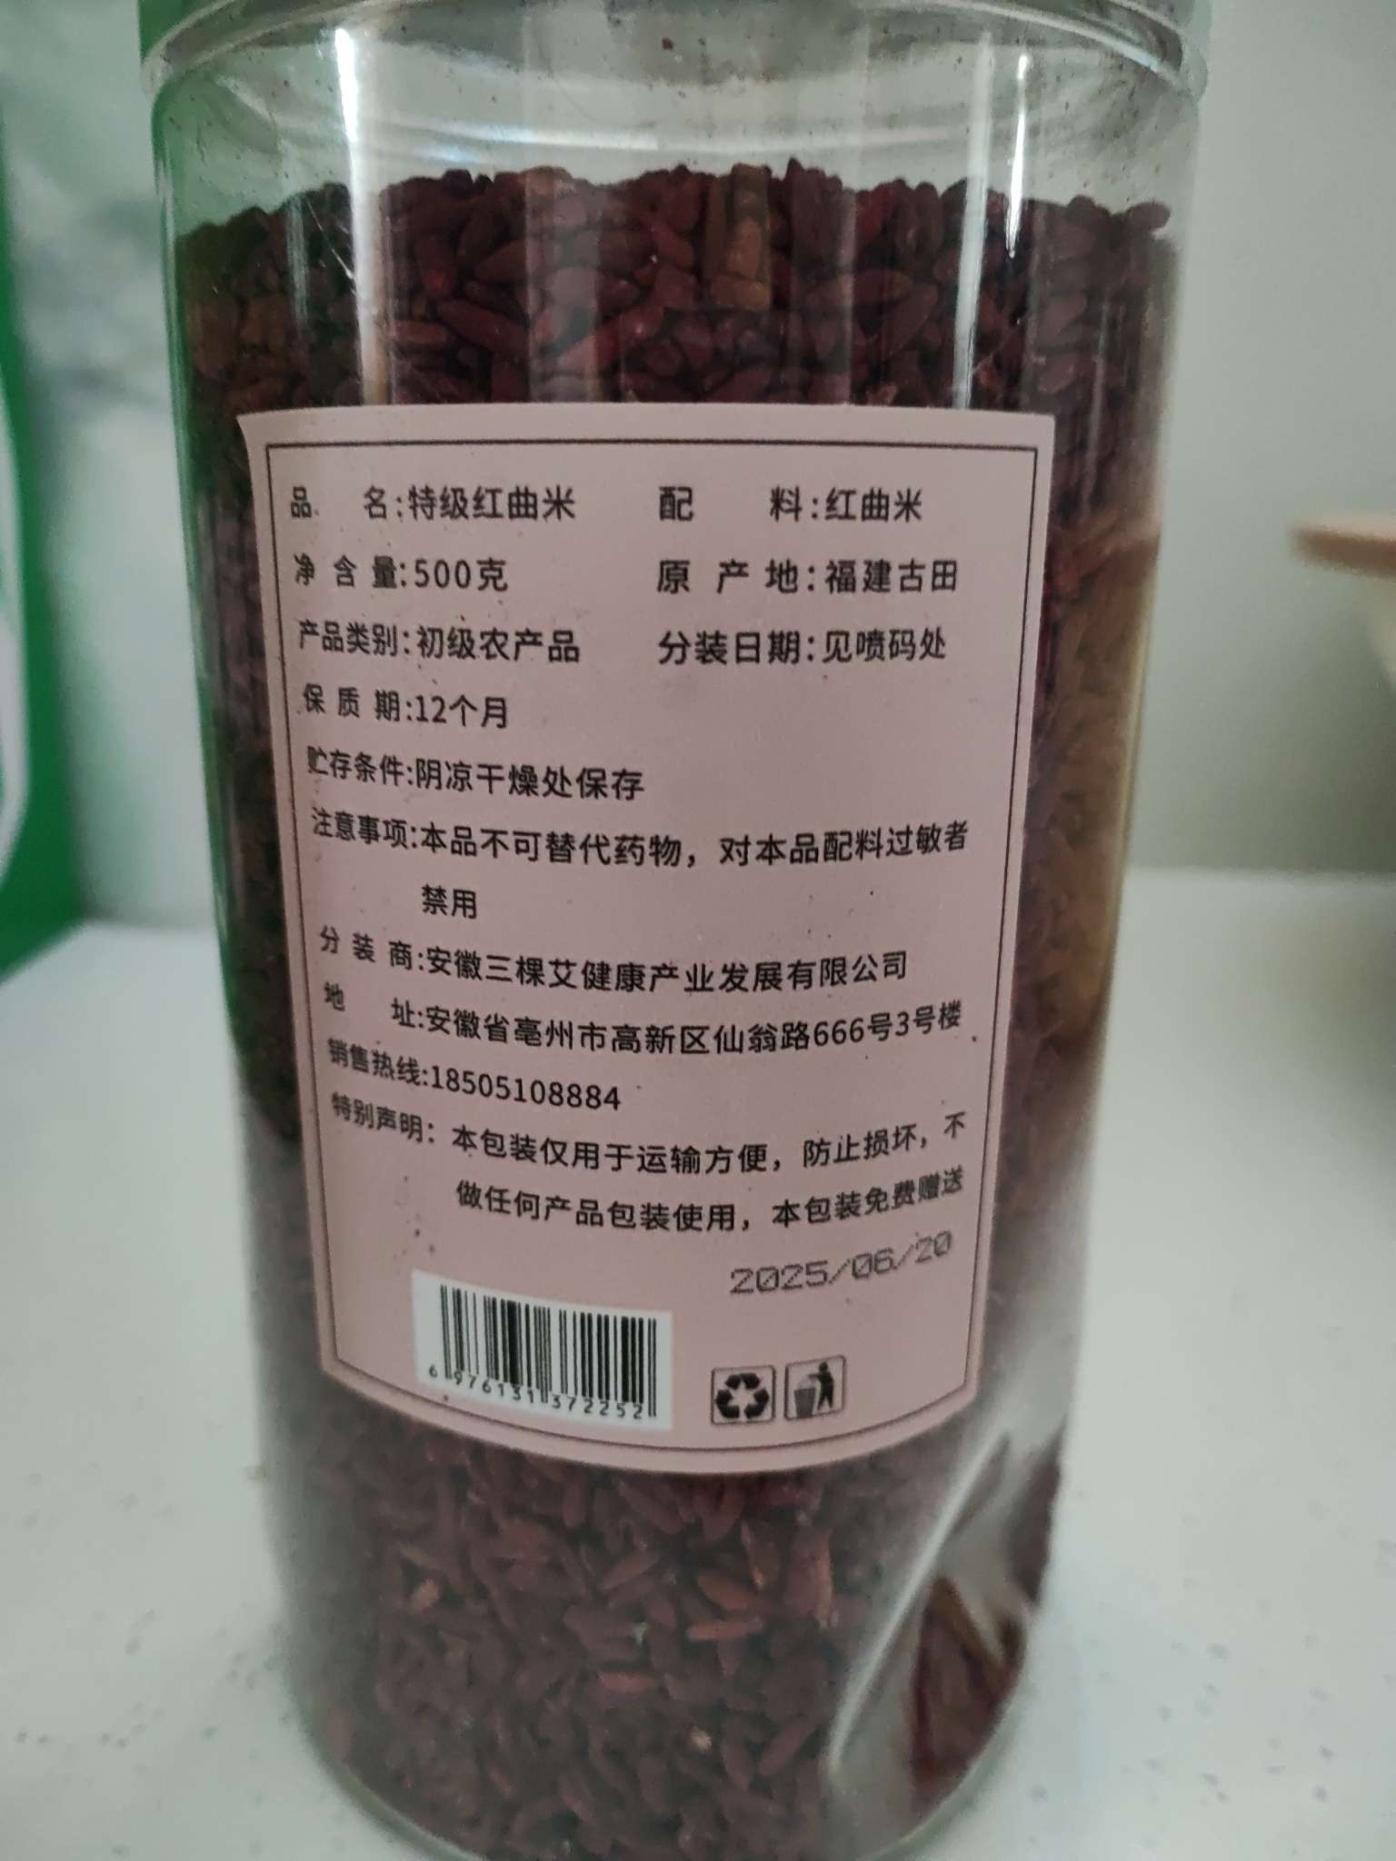 品 名:特级红曲米 配 料:红曲米
净含量:500克 原产地:福建古田
产品类别:初级农产品 分装日期:见喷码处
保质期:12个月
贮存条件:阴凉干燥处保存
注意事项:本品不可替代药物，对本品配料过敏者
禁用
分装商:安徽三棵艾健康产业发展有限公司
地 址:安徽省亳州市高新区仙翁路666号3号楼
销售热线:18505108884
特别声明：本包装仅用于运输方便，防止损坏，不
做任何产品包装使用，本包装免费赠送
2025/06/20
6 976131 372252